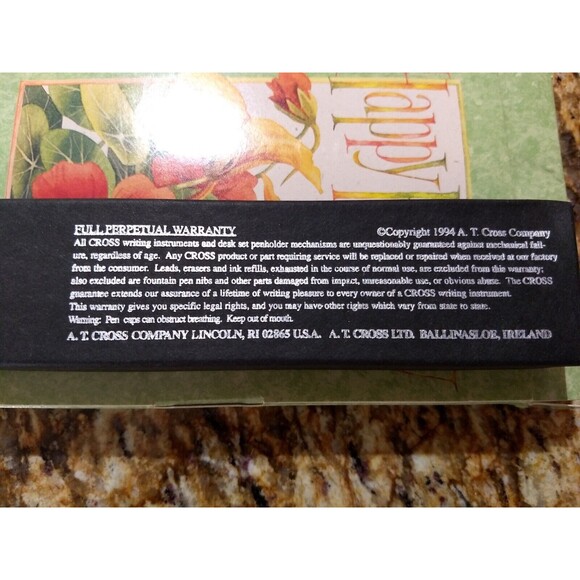 Happy
FULL PERPETUAL WARRANTY ©Copyright 1994 A. T. Cross Company
All CROSS writing instruments and desk set penholder mechanisms are unquestionably guaranteed against mechanical fail-
ure, regardless of age. Any CROSS product or part requiring service will be replaced or repaired when received at our factory
from the consumer. Leads, erasers and ink refills, exhausted in the course of normal use, are excluded from this warranty;
also excluded are fountain pen nibs and other parts damaged from impact, unreasonable use, or obvious abuse. The CROSS
guarantee extends our assurance of a lifetime of writing pleasure to every owner of a CROSS writing instrument.
This warranty gives you specific legal rights, and you may have other rights which vary from state to state.
Warning: Pen caps can obstruct breathing. Keep out of mouth.
A. T. CROSS COMPANY LINCOLN, RI 02865 U.S.A. A. T. CROSS LTD. BALLINASLOE, IRELAND